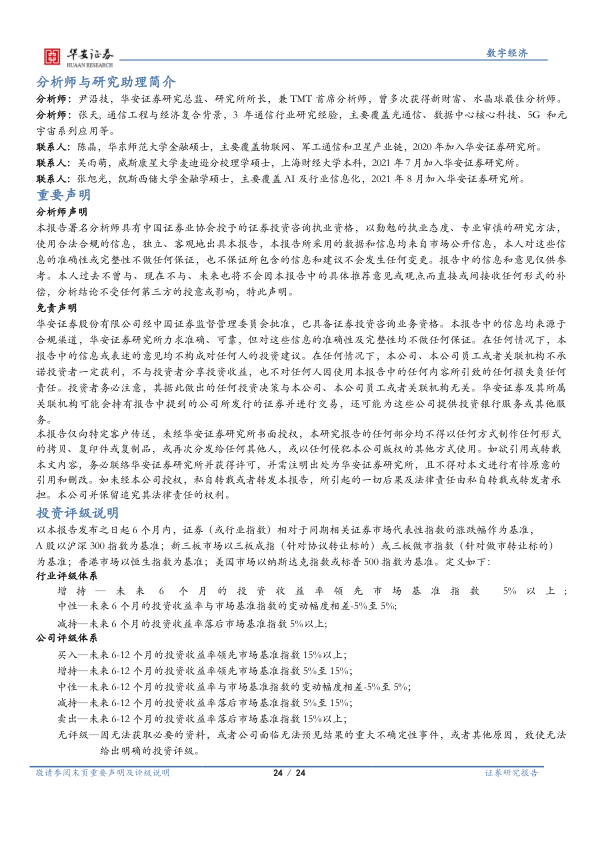 华安证券
HUAAN RESEARCH
数字经济
分析师与研究助理简介
分析师：尹沿技，华安证券研究总监、研究所所长，兼 TMT 首席分析师，曾多次获得新财富、水晶球最佳分析师。
分析师：张天，通信工程与经济复合背景，3 年通信行业研究经验，主要覆盖光通信、数据中心核心科技、5G 和元
宇宙系列应用等。
联系人：陈晶，华东师范大学金融硕士，主要覆盖物联网、军工通信和卫星产业链，2020 年加入华安证券研究所。
联系人：吴雨萌，威斯康星大学麦迪逊分校理学硕士，上海财经大学本科，2021 年 7 月加入华安证券研究所。
联系人：张旭光，凯斯西储大学金融学硕士，主要覆盖 AI 及行业信息化，2021 年 8 月加入华安证券研究所。
重要声明
分析师声明
本报告署名分析师具有中国证券业协会授予的证券投资咨询执业资格，以勤勉的执业态度、专业审慎的研究方法，
使用合法合规的信息，独立、客观地出具本报告，本报告所采用的数据和信息均来自市场公开信息，本人对这些信
息的准确性或完整性不做任何保证，也不保证所包含的信息和建议不会发生任何变更。报告中的信息和意见仅供参
考。本人过去不曾与、现在不与、未来也将不会因本报告中的具体推荐意见或观点而直接或间接收任何形式的补
偿，分析结论不受任何第三方的授意或影响，特此声明。
免责声明
华安证券股份有限公司经中国证券监督管理委员会批准，已具备证券投资咨询业务资格。本报告中的信息均来源于
合规渠道，华安证券研究所力求准确、可靠，但对这些信息的准确性及完整性均不做任何保证。在任何情况下，本
报告中的信息或表述的意见均不构成对任何人的投资建议。在任何情况下，本公司、本公司员工或者关联机构不承
诺投资者一定获利，不与投资者分享投资收益，也不对任何人因使用本报告中的任何内容所引致的任何损失负任何
责任。投资者务必注意，其据此做出的任何投资决策与本公司、本公司员工或者关联机构无关。华安证券及其所属
关联机构可能会持有报告中提到的公司所发行的证券并进行交易，还可能为这些公司提供投资银行服务或其他服
务。
本报告仅向特定客户传送，未经华安证券研究所书面授权，本研究报告的任何部分均不得以任何方式制作任何形式
的拷贝、复印件或复制品，或再次分发给任何其他人，或以任何侵犯本公司版权的其他方式使用。如欲引用或转载
本文内容，务必联络华安证券研究所并获得许可，并需注明出处为华安证券研究所，且不得对本文进行有悖原意的
引用和删改。如未经本公司授权，私自转载或者转发本报告，所引起的一切后果及法律责任由私自转载或转发者承
担。本公司并保留追究其法律责任的权利。
投资评级说明
以本报告发布之日起 6 个月内，证券（或行业指数）相对于同期相关证券市场代表性指数的涨跌幅作为基准，
A 股以沪深 300 指数为基准；新三板市场以三板成指（针对协议转让标的）或三板做市指数（针对做市转让标的）
为基准；香港市场以恒生指数为基准；美国市场以纳斯达克指数或标普 500 指数为基准。定义如下：
行业评级体系
增持—未来 6 个月的投资收益率领先市场基准指数 5%以上;
中性—未来 6 个月的投资收益率与市场基准指数的变动幅度相差-5%至 5%;
减持—未来 6 个月的投资收益率落后市场基准指数 5%以上;
公司评级体系
买入—未来 6-12 个月的投资收益率领先市场基准指数 15%以上；
增持—未来 6-12 个月的投资收益率领先市场基准指数 5%至 15%；
中性—未来 6-12 个月的投资收益率与市场基准指数的变动幅度相差-5%至 5%；
减持—未来 6-12 个月的投资收益率落后市场基准指数 5%至 15%；
卖出—未来 6-12 个月的投资收益率落后市场基准指数 15%以上；
无评级—因无法获取必要的资料，或者公司面临无法预见结果的重大不确定性事件，或者其他原因，致使无法
给出明确的投资评级。
敬请参阅末页重要声明及评级说明
24 / 24
证券研究报告